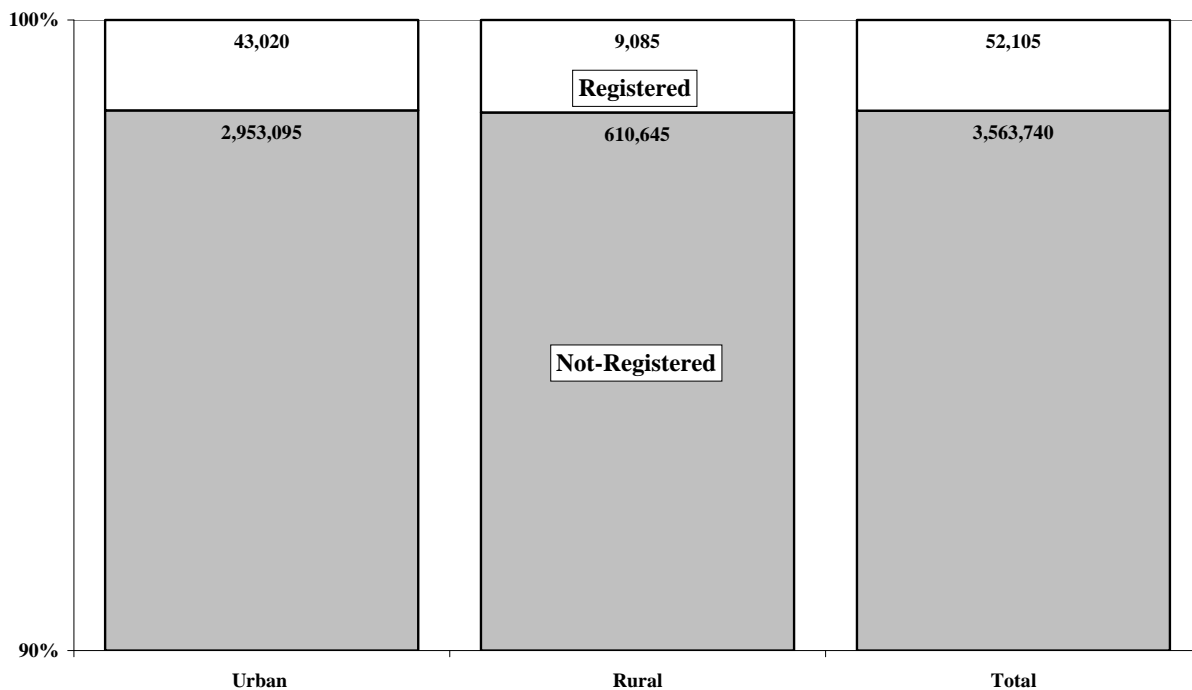 100%
43,020 9,085 52,105
Registered
2,953,095 610,645 3,563,740
Not-Registered
90%
Urban Rural Total